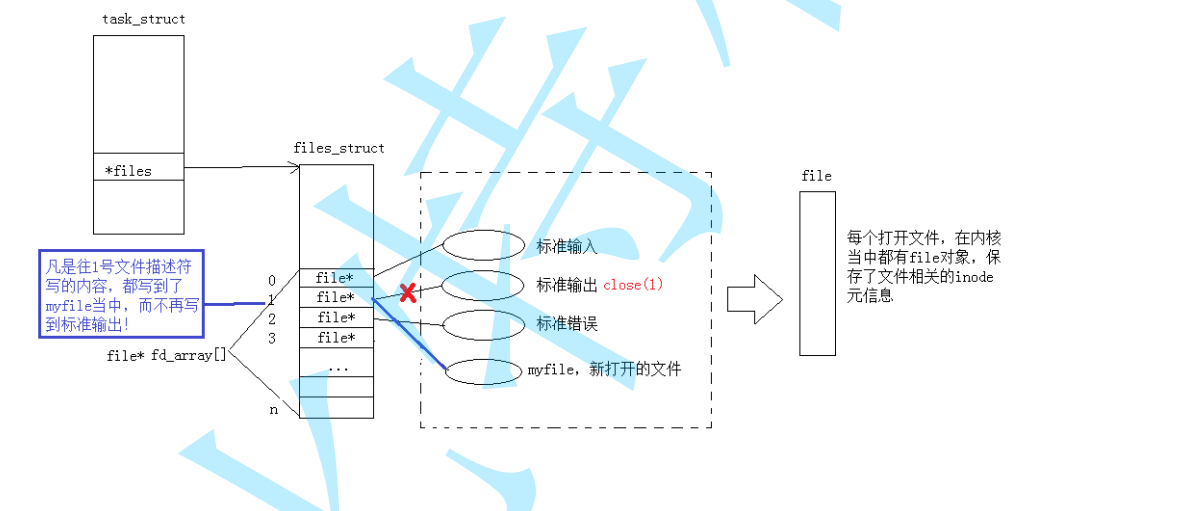 task_struct
*files
files_struct
file
每个打开文件，在内核
当中都有file对象，保
存了文件相关的inode
元信息
凡是往1号文件描述符
写的内容，都写到了
myfile当中，而不再写
到标准输出！
0
1
2
3
n
file* fd_array[]
file*
file*
file*
file*
...
标准输入
标准输出 close(1)
标准错误
myfile，新打开的文件